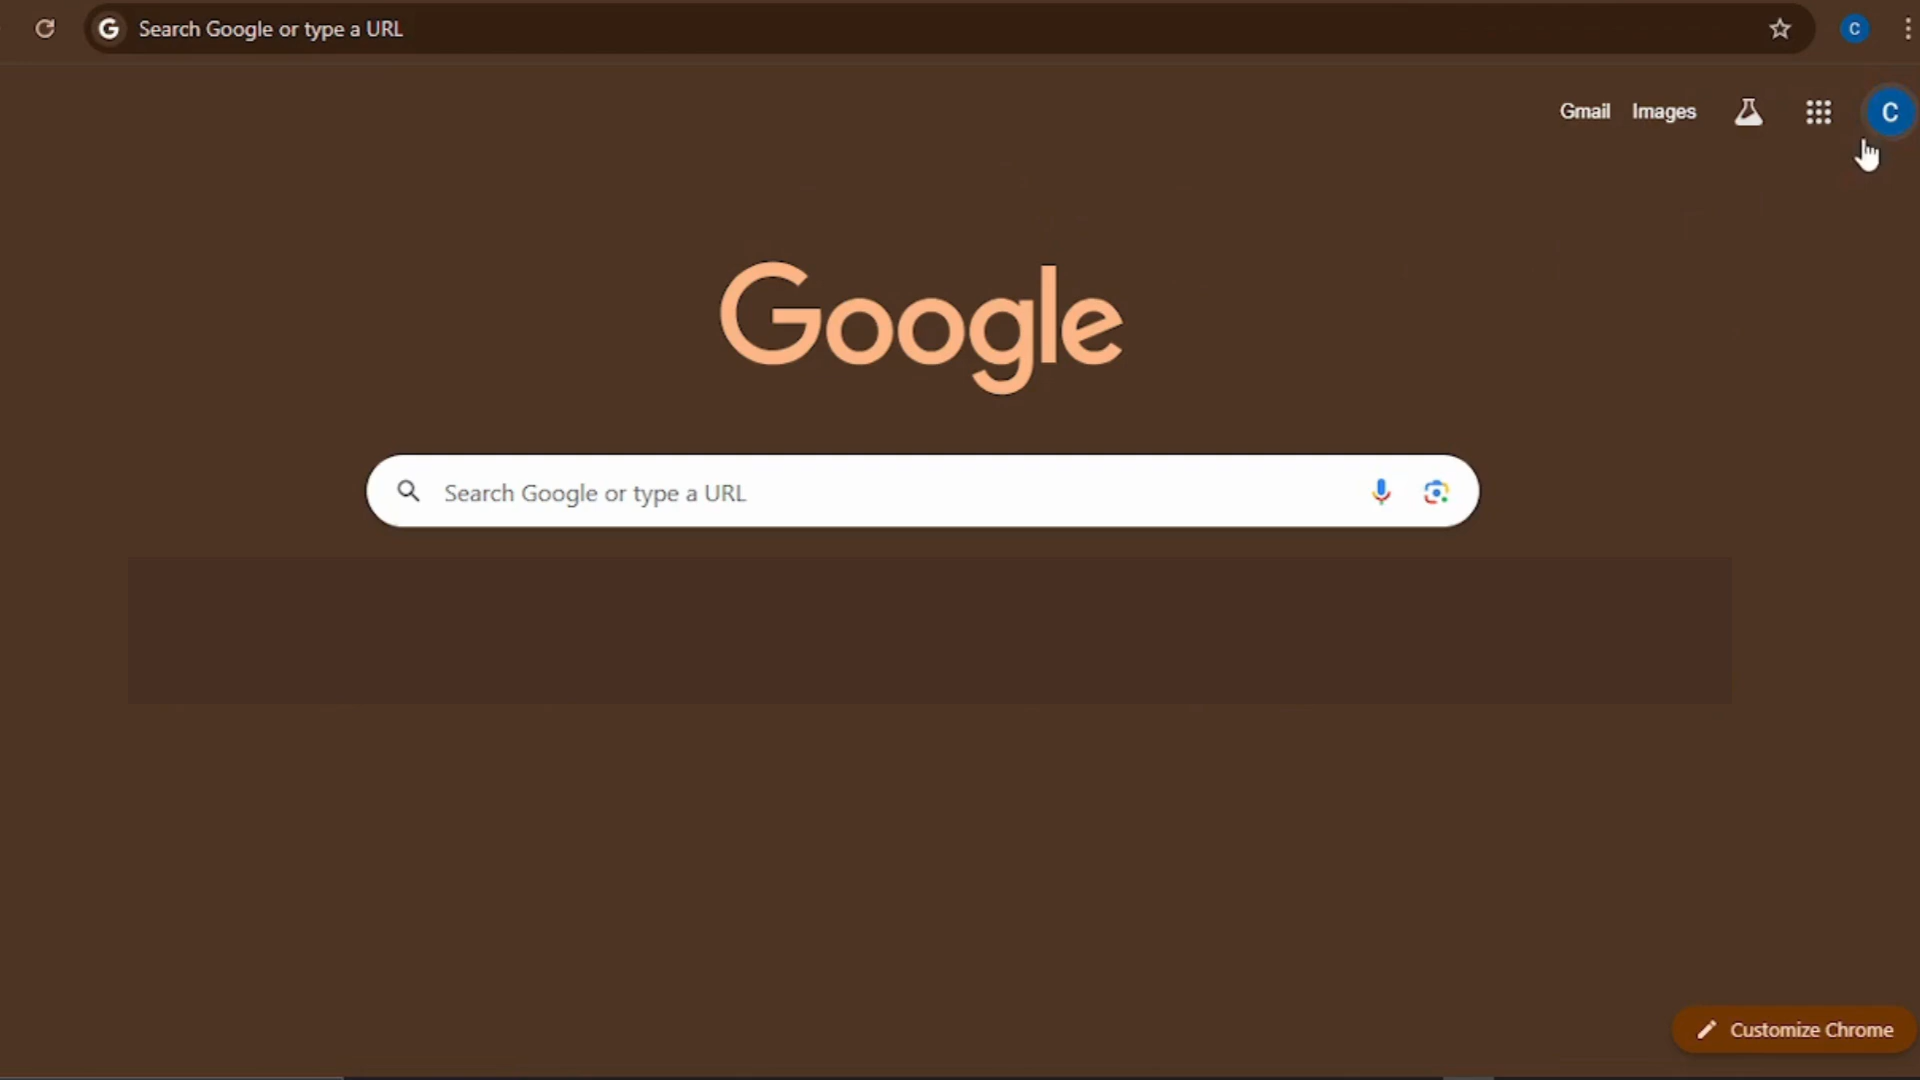 Search Google or type a URL
C
Gmail Images
C
Google
Search Google or type a URL
Customize Chrome